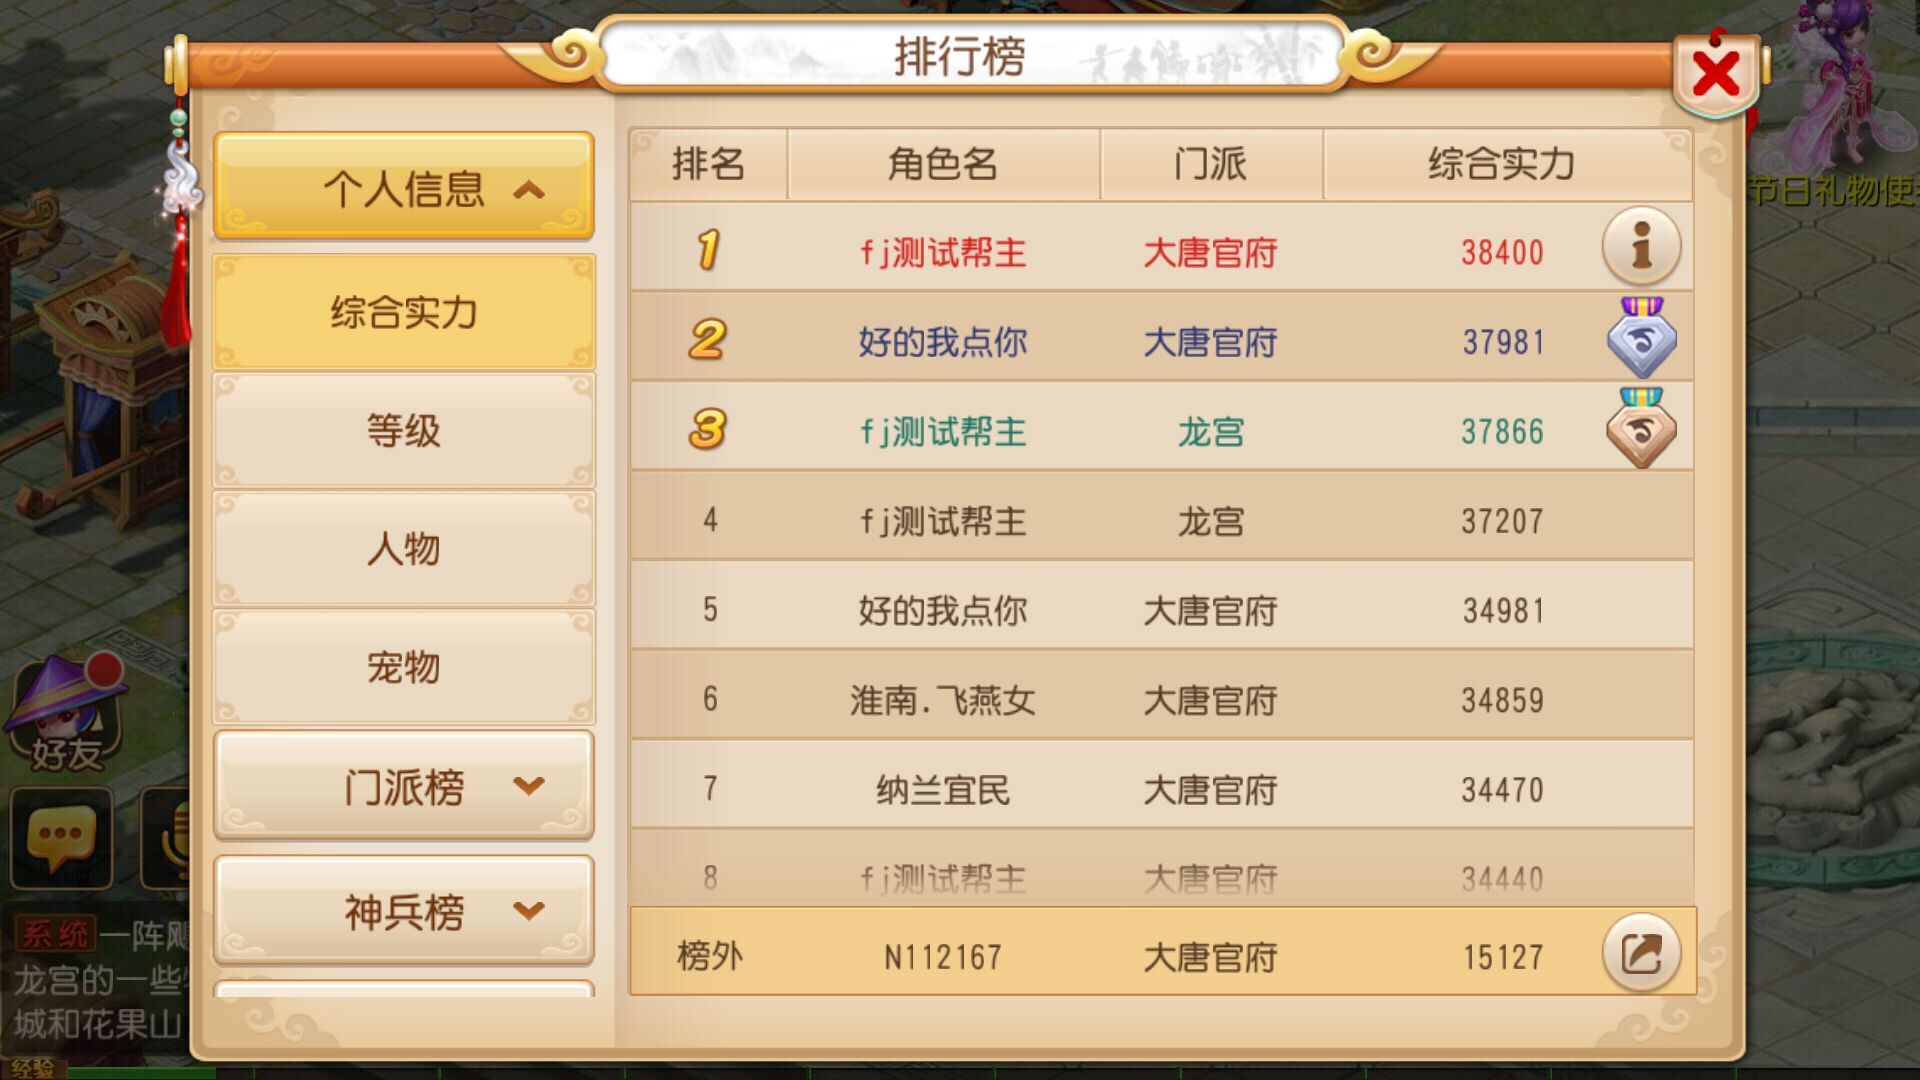 排行榜
个人信息
综合实力
等级
人物
宠物
门派榜
神兵榜
排名 角色名 门派 综合实力
1 fj测试帮主 大唐官府 38400
2 好的我点你 大唐官府 37981
3 fj测试帮主 龙宫 37866
4 fj测试帮主 龙宫 37207
5 好的我点你 大唐官府 34981
6 淮南.飞燕女 大唐官府 34859
7 纳兰宜民 大唐官府 34470
8 fj测试帮主 大唐官府 34440
榜外 N112167 大唐官府 15127
节日礼物使
好友
系统 一阵飓
龙宫的一些
城和花果山
经验